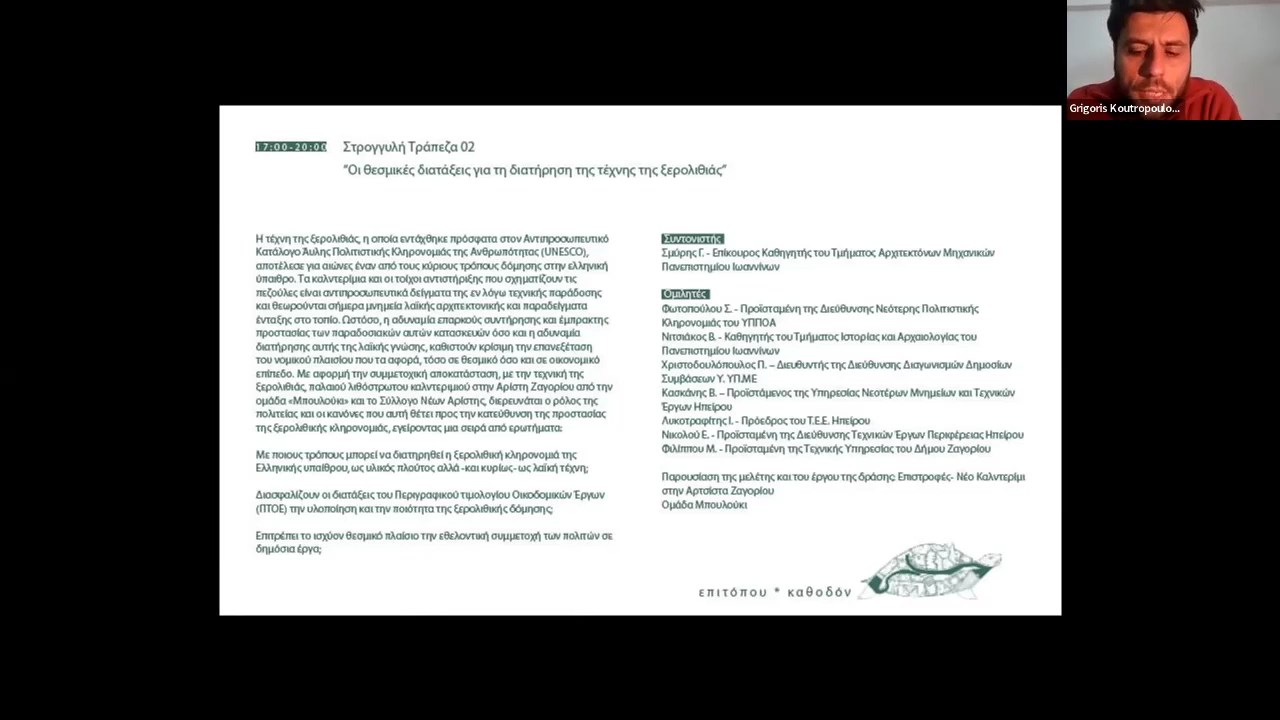 17:00-20:00 Στρογγυλή Τράπεζα 02
"Οι θεσμικές διατάξεις για τη διατήρηση της τέχνης της ξερολιθιάς"
Η τέχνη της ξερολιθιάς, η οποία εντάχθηκε πρόσφατα στον Αντιπροσωπευτικό
Κατάλογο Άυλης Πολιτιστικής Κληρονομιάς της Ανθρωπότητας (UNESCO),
αποτέλεσε για αιώνες έναν από τους κύριους τρόπους δόμησης στην ελληνική
ύπαιθρο. Τα καλντερίμια και οι τοίχοι αντιστήριξης που σχηματίζουν τις
πεζούλες είναι αντιπροσωπευτικά δείγματα της εν λόγω τεχνικής παράδοσης
και θεωρούνται σήμερα μνημεία λαϊκής αρχιτεκτονικής και παραδείγματα
ένταξης στο τοπίο. Ωστόσο, η αδυναμία επαρκούς συντήρησης και έμπρακτης
προστασίας των παραδοσιακών αυτών κατασκευών όσο και η αδυναμία
διατήρησης αυτής της λαϊκής γνώσης, καθιστούν κρίσιμη την επανεξέταση
του νομικού πλαισίου που τα αφορά, τόσο σε θεσμικό όσο και σε οικονομικό
επίπεδο. Με αφορμή την συμμετοχική αποκατάσταση, με την τεχνική της
ξερολιθιάς, παλαιού λιθόστρωτου καλντεριμιού στην Αρίστη Ζαγορίου από την
ομάδα «Μπουλούκι» και το Σύλλογο Νέων Αρίστης, διερευνάται ο ρόλος της
πολιτείας και οι κανόνες που αυτή θέτει προς την κατεύθυνση της προστασίας
της ξερολιθικής κληρονομιάς, εγείροντας μια σειρά από ερωτήματα:
Με ποιους τρόπους μπορεί να διατηρηθεί η ξερολιθική κληρονομιά της
Ελληνικής υπαίθρου, ως υλικός πλούτος αλλά -και κυρίως- ως λαϊκή τέχνη;
Διασφαλίζουν οι διατάξεις του Περιγραφικού τιμολογίου Οικοδομικών Έργων
(ΠΤΟΕ) την υλοποίηση και την ποιότητα της ξερολιθικής δόμησης;
Επιτρέπει το ισχύον θεσμικό πλαίσιο την εθελοντική συμμετοχή των πολιτών σε
δημόσια έργα;
Συντονιστής
Σμύρης Γ. - Επίκουρος Καθηγητής του Τμήματος Αρχιτεκτόνων Μηχανικών
Πανεπιστημίου Ιωαννίνων
Ομιλητές
Φωτοπούλου Σ. - Προϊσταμένη της Διεύθυνσης Νεότερης Πολιτιστικής
Κληρονομιάς του ΥΠΠΟΑ
Νιτσιάκος Β. - Καθηγητής του Τμήματος Ιστορίας και Αρχαιολογίας του
Πανεπιστημίου Ιωαννίνων
Χριστοδουλόπουλος Π. – Διευθυντής της Διεύθυνσης Διαγωνισμών Δημοσίων
Συμβάσεων Υ. ΥΠ.ΜΕ
Κασκάνης Β. – Προϊστάμενος της Υπηρεσίας Νεοτέρων Μνημείων και Τεχνικών
Έργων Ηπείρου
Λυκοτραφίτης Ι. - Πρόεδρος του Τ.Ε.Ε. Ηπείρου
Νικολού Ε. - Προϊσταμένη της Διεύθυνσης Τεχνικών Έργων Περιφέρειας Ηπείρου
Φιλίππου Μ. - Προϊσταμένη της Τεχνικής Υπηρεσίας του Δήμου Ζαγορίου
Παρουσίαση της μελέτης και του έργου της δράσης: Επιστροφές- Νέο Καλντερίμι
στην Αρτσίστα Ζαγορίου
Ομάδα Μπουλούκι
επιτόπου * καθοδόν
Grigoris Koutropoulo...